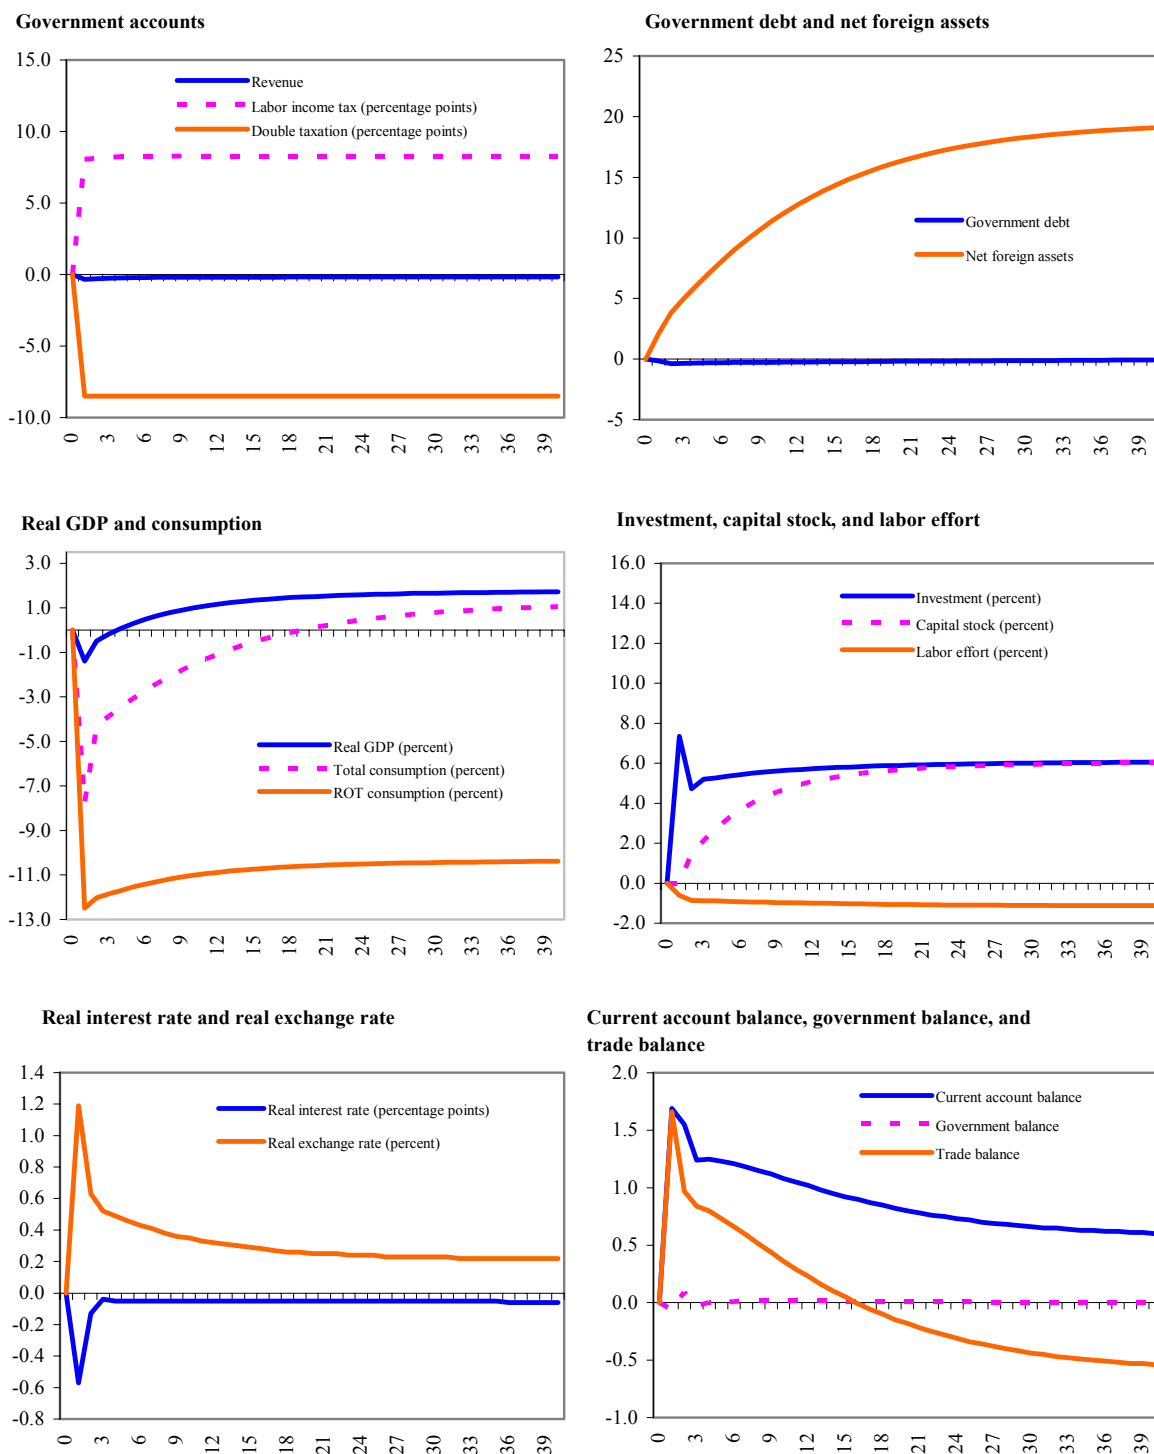 Government accounts
15.0
10.0
5.0
0.0
-5.0
-10.0
Revenue
Labor income tax (percentage points)
Double taxation (percentage points)
0 3 6 9 12 15 18 21 24 27 30 33 36 39
Government debt and net foreign assets
25
20
15
10
5
0
-5
Government debt
Net foreign assets
0 3 6 9 12 15 18 21 24 27 30 33 36 39
Real GDP and consumption
3.0
1.0
-1.0
-3.0
-5.0
-7.0
-9.0
-11.0
-13.0
Real GDP (percent)
Total consumption (percent)
ROT consumption (percent)
0 3 6 9 12 15 18 21 24 27 30 33 36 39
Investment, capital stock, and labor effort
16.0
14.0
12.0
10.0
8.0
6.0
4.0
2.0
0.0
-2.0
Investment (percent)
Capital stock (percent)
Labor effort (percent)
0 3 6 9 12 15 18 21 24 27 30 33 36 39
Real interest rate and real exchange rate
1.4
1.2
1.0
0.8
0.6
0.4
0.2
0.0
-0.2
-0.4
-0.6
-0.8
Real interest rate (percentage points)
Real exchange rate (percent)
0 3 6 9 12 15 18 21 24 27 30 33 36 39
Current account balance, government balance, and
trade balance
2.0
1.5
1.0
0.5
0.0
-0.5
-1.0
Current account balance
Government balance
Trade balance
0 3 6 9 12 15 18 21 24 27 30 33 36 39